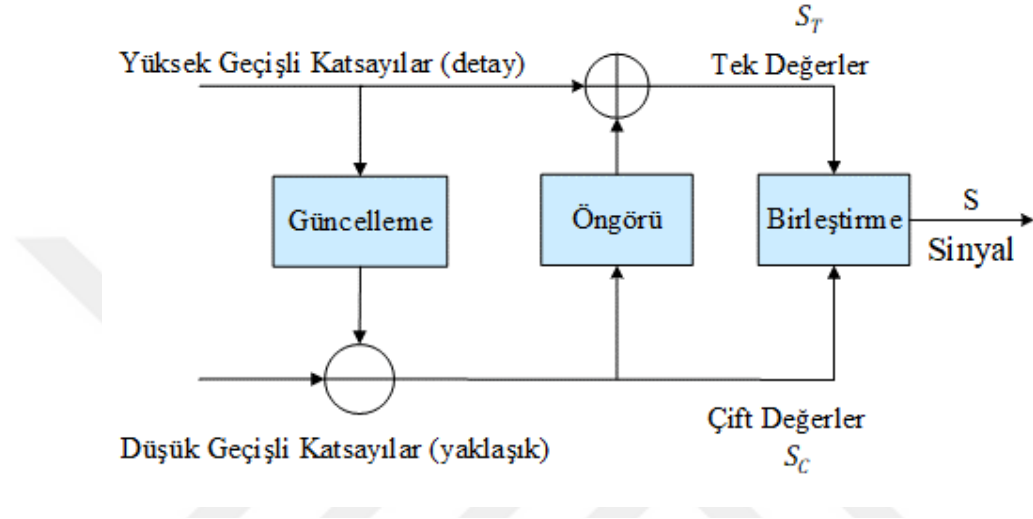 S_T
Yüksek Geçişli Katsayılar (detay)
Tek Değerler
Güncelleme
Öngörü
Birleştirme
S
Sinyal
Çift Değerler
S_C
Düşük Geçişli Katsayılar (yaklaşık)